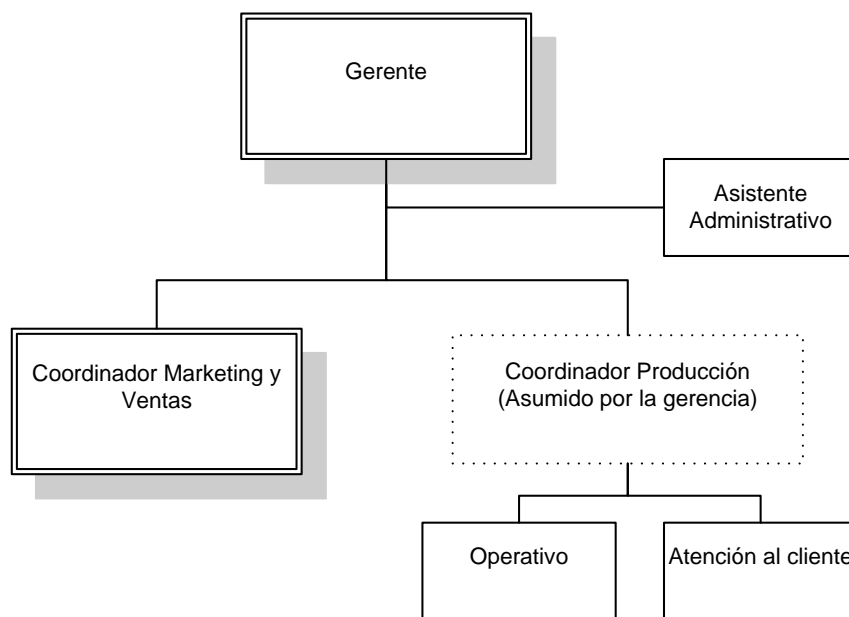 Gerente
Asistente
Administrativo
Coordinador Marketing y
Ventas
Coordinador Producción
(Asumido por la gerencia)
Operativo
Atención al cliente